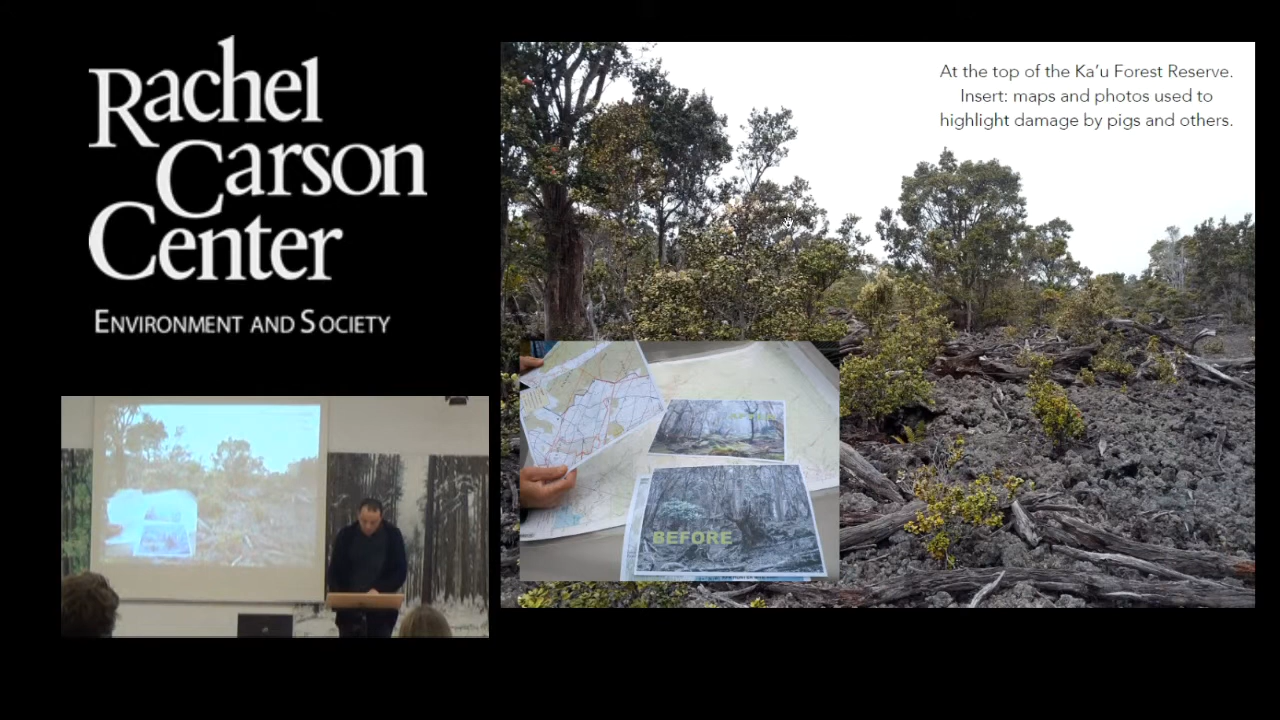 Rachel
Carson
Center
ENVIRONMENT AND SOCIETY
At the top of the Ka'u Forest Reserve.
Insert: maps and photos used to
highlight damage by pigs and others.
BEFORE